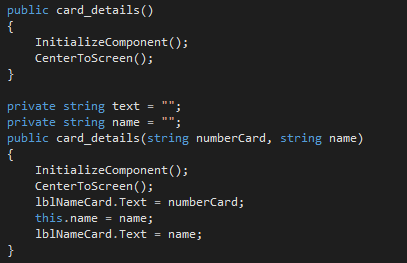 public card_details()
{
InitializeComponent();
CenterToScreen();
}
private string text = "";
private string name = "";
public card_details(string numberCard, string name)
{
InitializeComponent();
CenterToScreen();
lblNameCard.Text = numberCard;
this.name = name;
lblNameCard.Text = name;
}